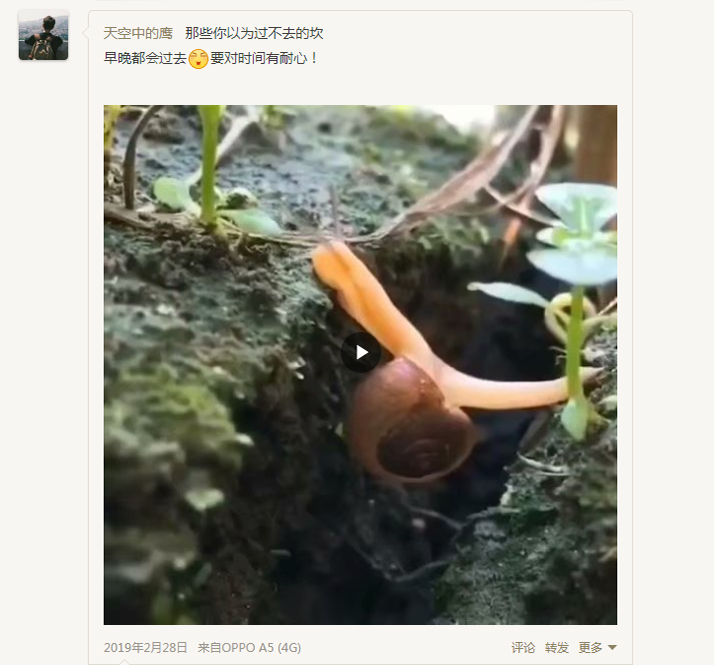 天空中的鹰 那些你以为过不去的坎
早晚都会过去要对时间有耐心！
2019年2月28日 来自OPPO A5 (4G)
评论 转发 更多